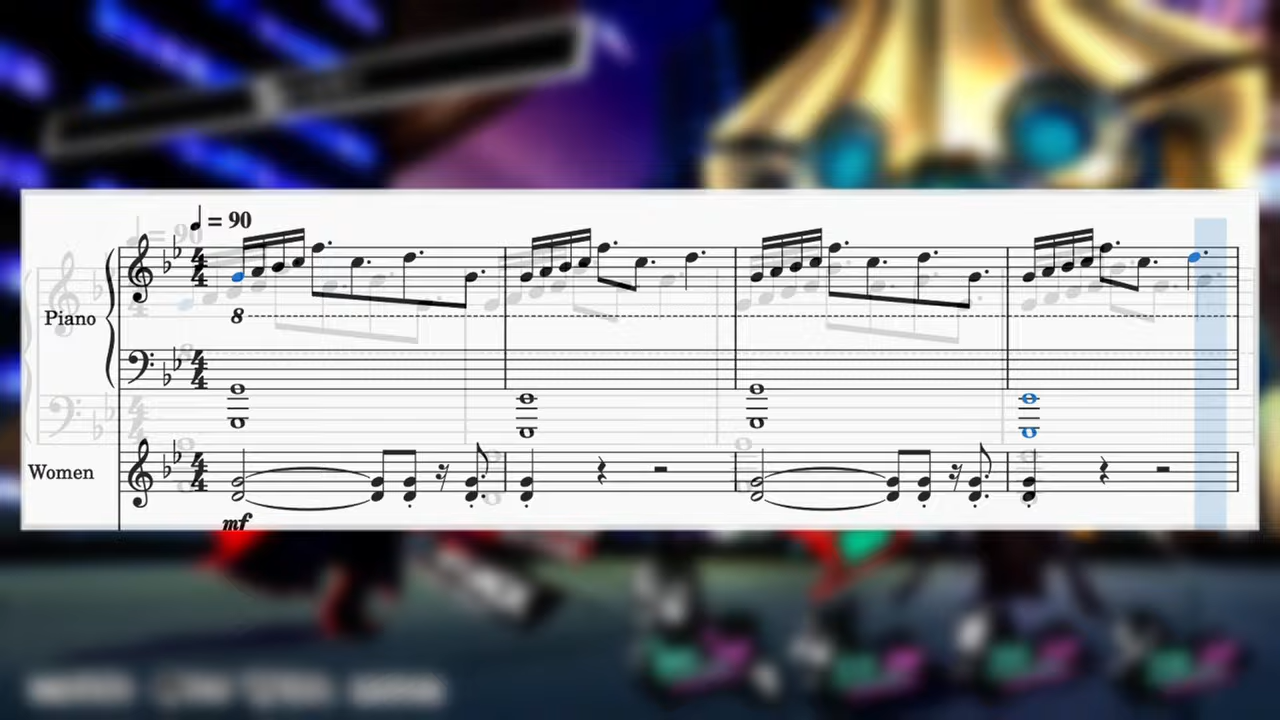 ♩ = 90
Piano
8
Women
mf